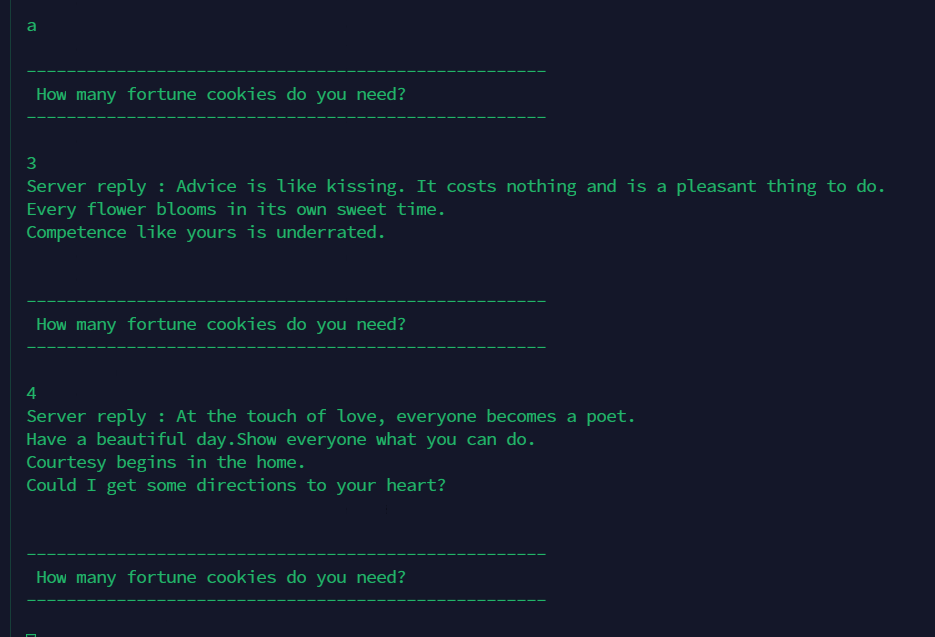 a
----------------------------------------------------
How many fortune cookies do you need?
----------------------------------------------------
3
Server reply : Advice is like kissing. It costs nothing and is a pleasant thing to do.
Every flower blooms in its own sweet time.
Competence like yours is underrated.
----------------------------------------------------
How many fortune cookies do you need?
----------------------------------------------------
4
Server reply : At the touch of love, everyone becomes a poet.
Have a beautiful day.Show everyone what you can do.
Courtesy begins in the home.
Could I get some directions to your heart?
----------------------------------------------------
How many fortune cookies do you need?
----------------------------------------------------